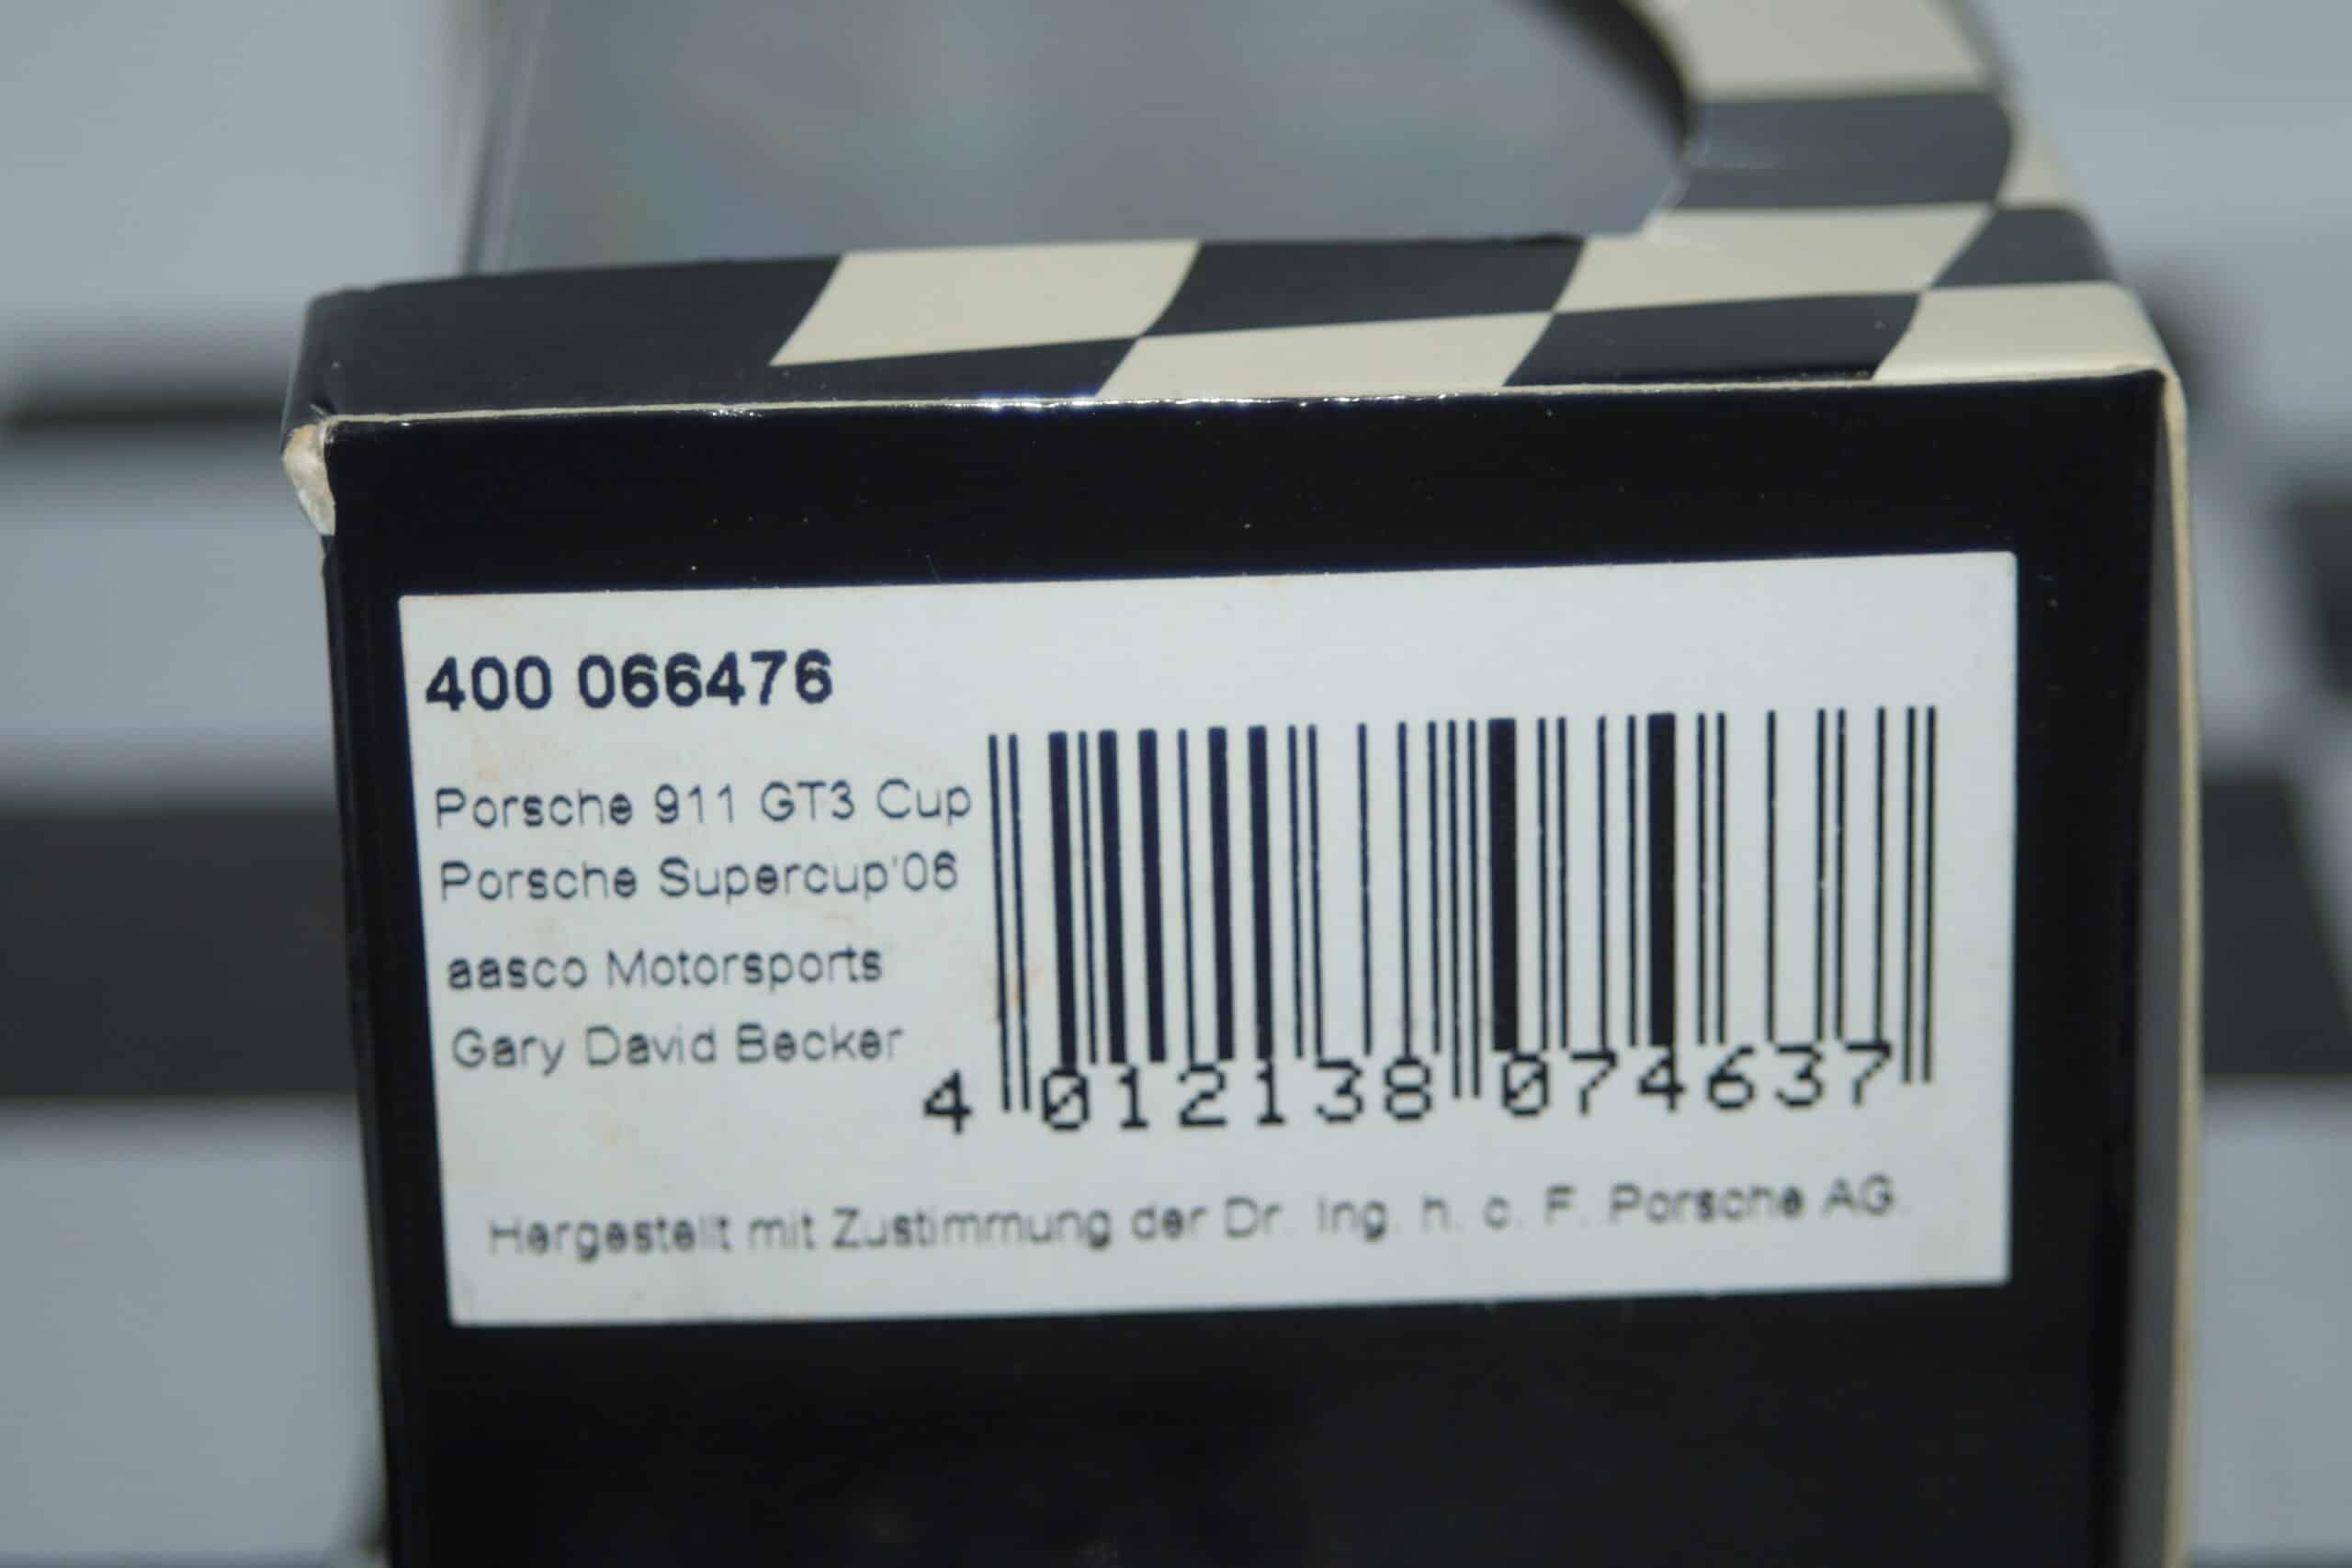 400 066476
Porsche 911 GT3 Cup
Porsche Supercup'06
aasco Motorsports
Gary David Becker
4 012138 074637
Hergestellt mit Zustimmung der Dr. Ing. h. c. F. Porsche AG.